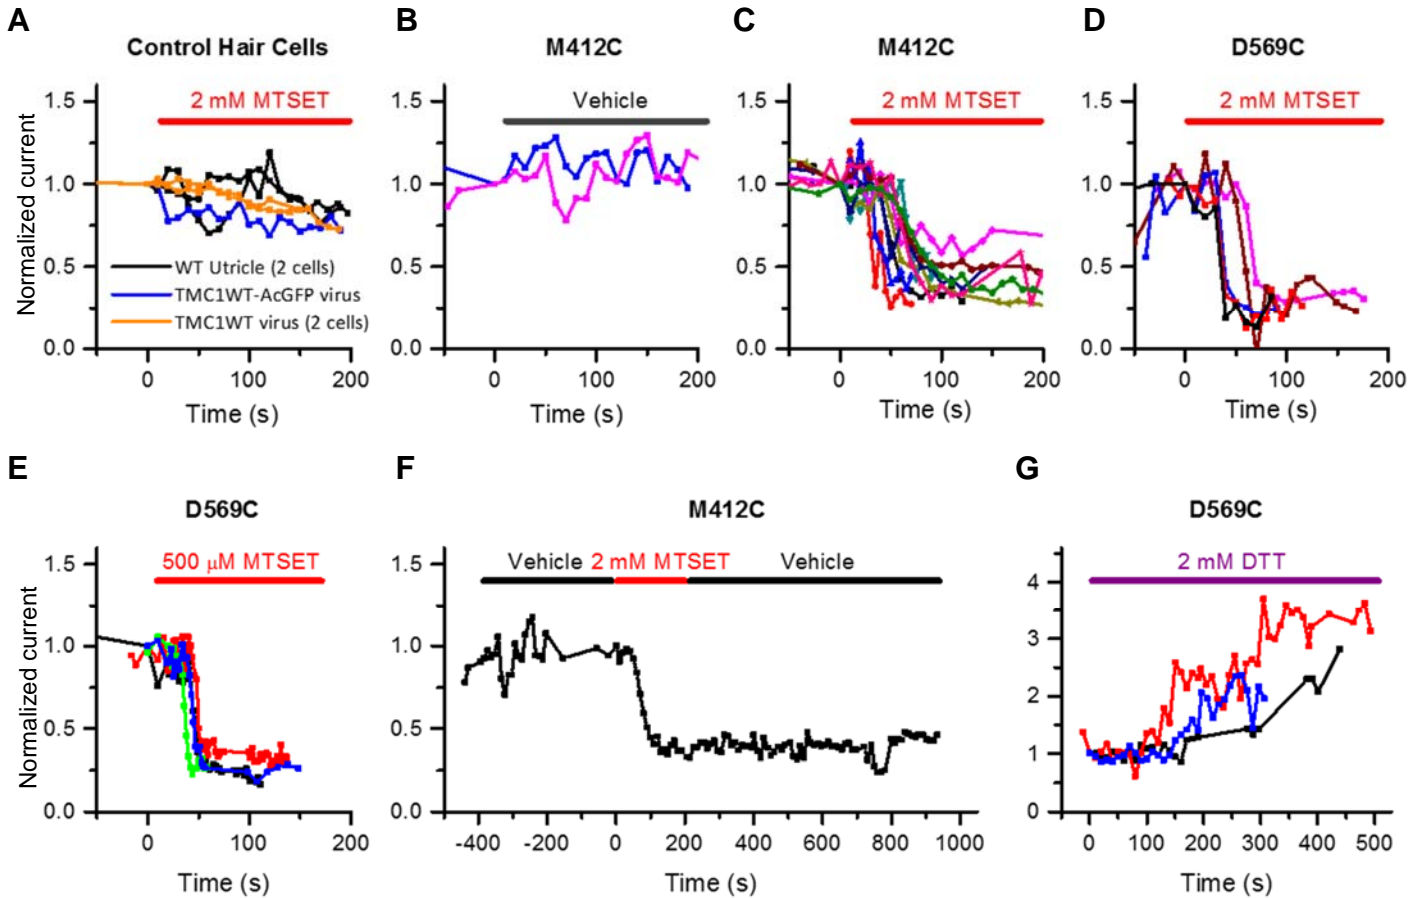 A
Control Hair Cells
Normalized current
1.5
1.0
0.5
0.0
2 mM MTSET
WT Utricle (2 cells)
TMC1WT-AcGFP virus
TMC1WT virus (2 cells)
0 100 200
Time (s)
B
M412C
1.5
1.0
0.5
0.0
Vehicle
0 100 200
Time (s)
C
M412C
1.5
1.0
0.5
0.0
2 mM MTSET
0 100 200
Time (s)
D
D569C
1.5
1.0
0.5
0.0
2 mM MTSET
0 100 200
Time (s)
E
D569C
Normalized current
1.5
1.0
0.5
0.0
500 μM MTSET
0 100 200
Time (s)
F
M412C
1.5
1.0
0.5
0.0
Vehicle 2 mM MTSET Vehicle
-400 -200 0 200 400 600 800 1000
Time (s)
G
D569C
4
3
2
1
0
2 mM DTT
0 100 200 300 400 500
Time (s)